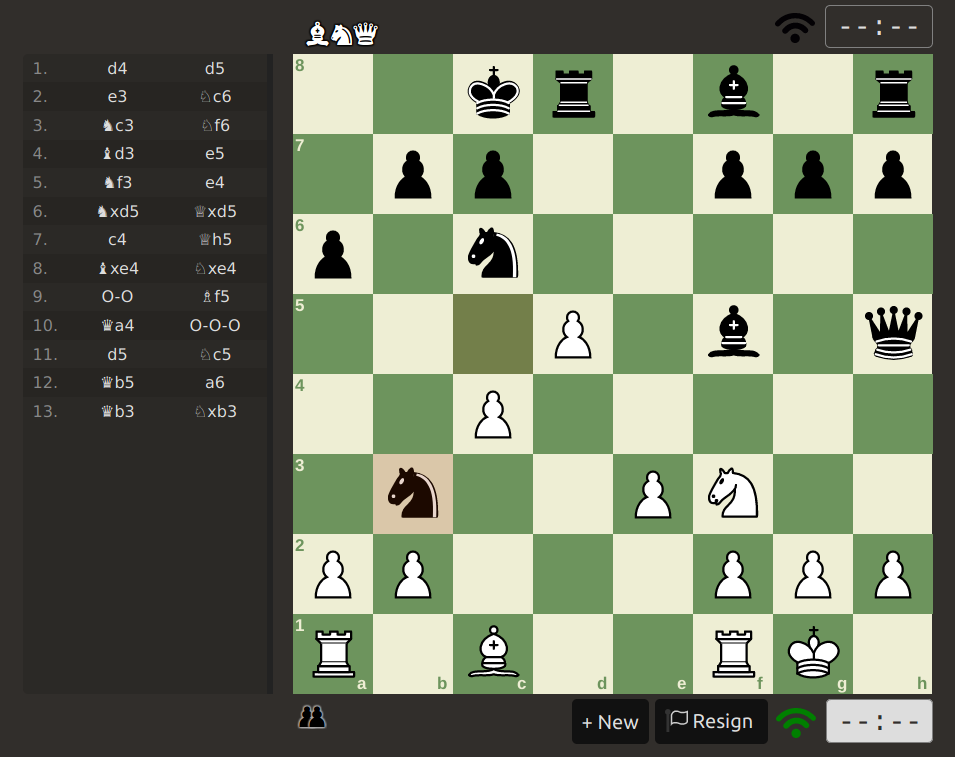 --:--
1. d4 d5
2. e3 ♘c6
3. ♞c3 ♘f6
4. ♝d3 e5
5. ♞f3 e4
6. ♞xd5 ♕xd5
7. c4 ♕h5
8. ♝xe4 ♘xe4
9. O-O ♗f5
10. ♛a4 O-O-O
11. d5 ♘c5
12. ♛b5 a6
13. ♛b3 ♘xb3
8
7
6
5
4
3
2
1
a b c d e f g h
+ New Resign --:--